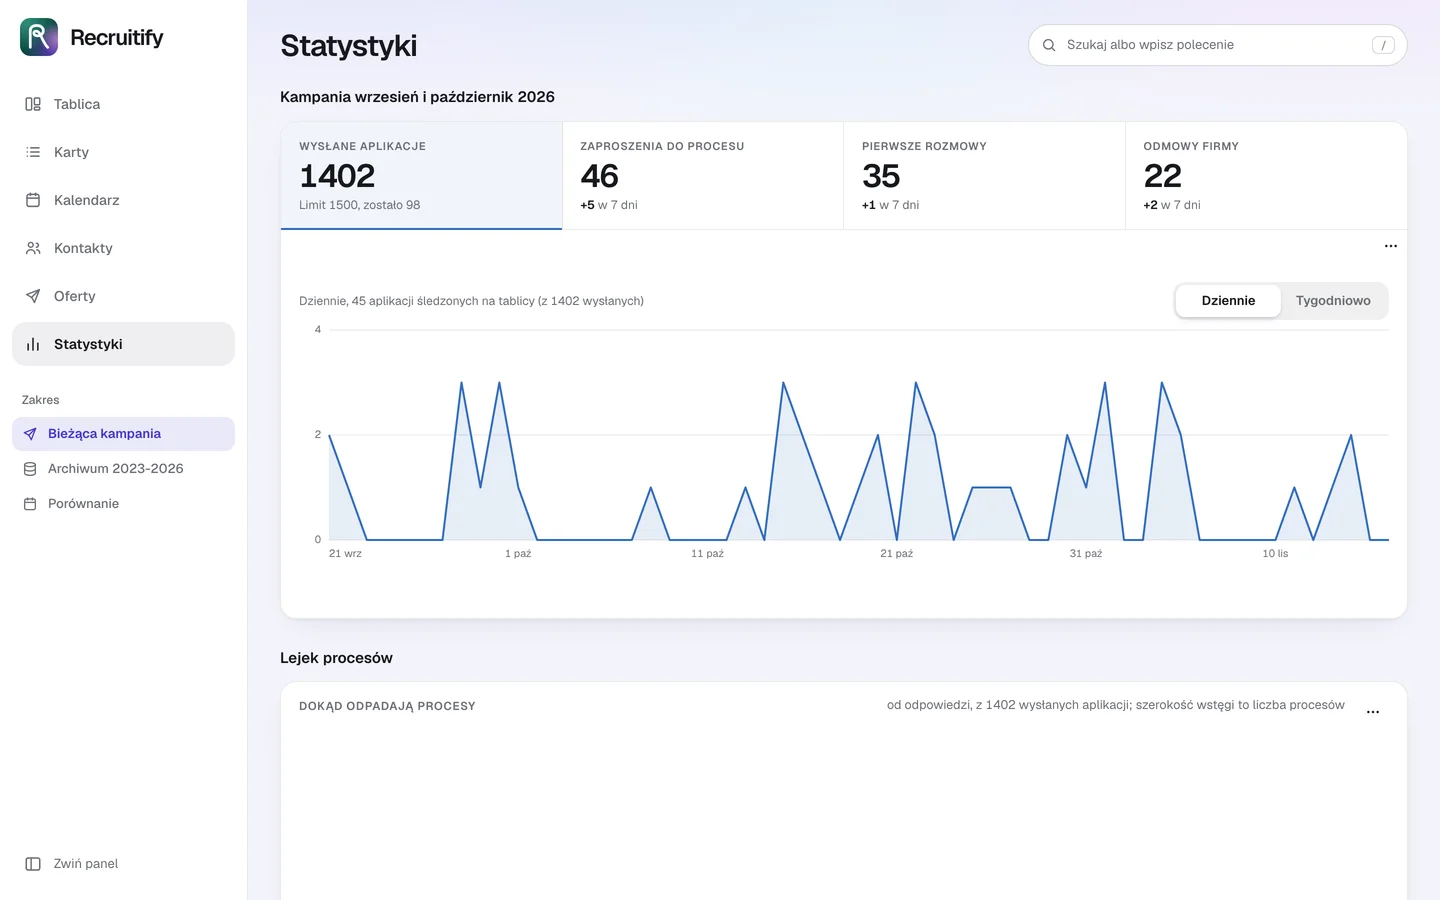 Recruitify
Tablica
Karty
Kalendarz
Kontakty
Oferty
Statystyki
Zakres
Bieżąca kampania
Archiwum 2023-2026
Porównanie
Zwiń panel
Statystyki
Szukaj albo wpisz polecenie
/
Kampania wrzesień i październik 2026
WYSŁANE APLIKACJE
1402
Limit 1500, zostało 98
ZAPROSZENIA DO PROCESU
46
+5 w 7 dni
PIERWSZE ROZMOWY
35
+1 w 7 dni
ODMOWY FIRMY
22
+2 w 7 dni
Dziennie, 45 aplikacji śledzonych na tablicy (z 1402 wysłanych)
Dziennie
Tygodniowo
4
2
0
21 wrz
1 paź
11 paź
21 paź
31 paź
10 lis
Lejek procesów
DOKĄD ODPADAJĄ PROCESY
od odpowiedzi, z 1402 wysłanych aplikacji; szerokość wstęgi to liczba procesów